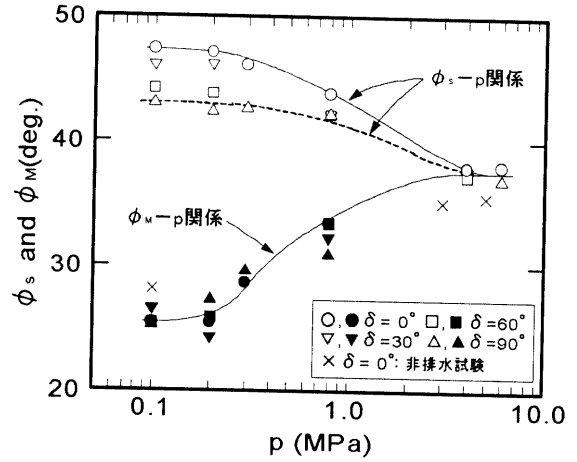 50
40
30
20
φs and φM(deg.)
φs－p関係
φM－p関係
○,● δ= 0° □,■ δ=60°
▽,▼ δ=30° △,▲ δ=90°
× δ= 0°: 非排水試験
0.1 1.0 10.0
p (MPa)